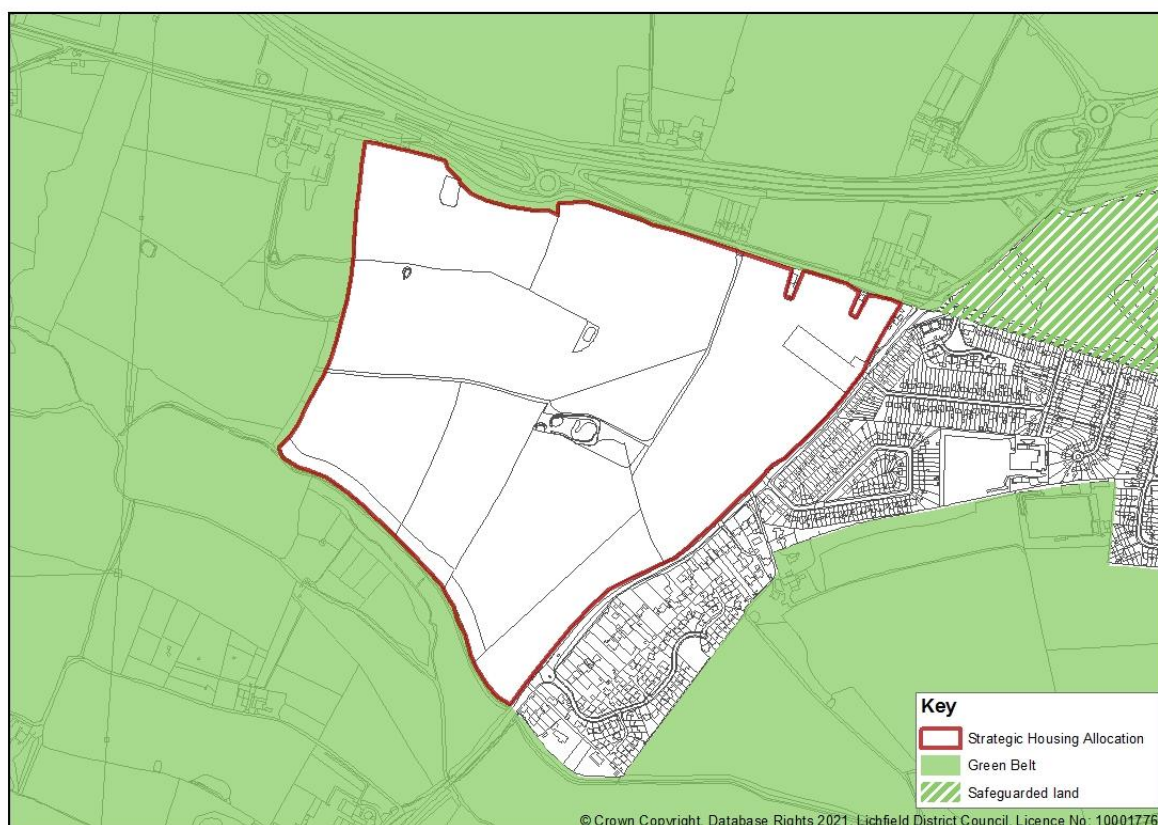 Key
Strategic Housing Allocation
Green Belt
Safeguarded land
© Crown Copyright. Database Rights 2021. Lichfield District Council. Licence No: 10001776